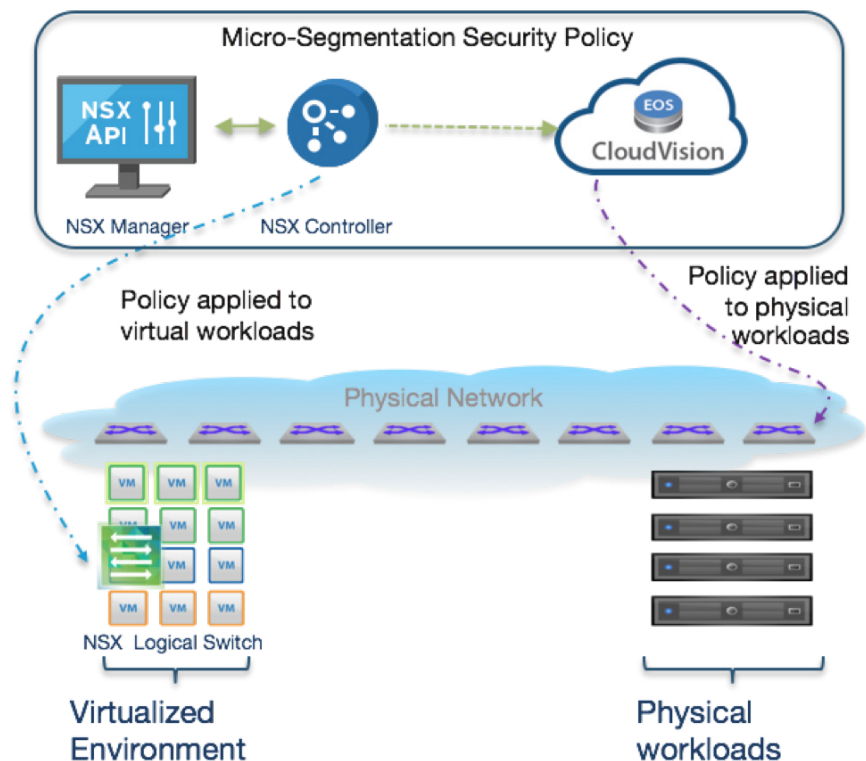 Micro-Segmentation Security Policy
NSX
API
EOS
CloudVision
NSX Manager
NSX Controller
Policy applied to
virtual workloads
Policy applied
to physical
workloads
Physical Network
VM VM VM
VM VM VM
VM VM
VM VM VM
NSX Logical Switch
Virtualized
Environment
Physical
workloads